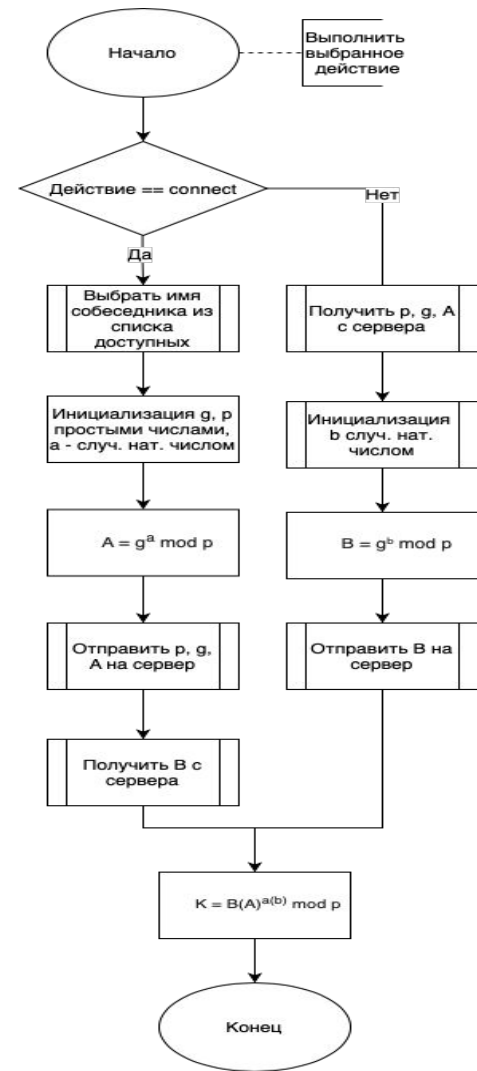 Начало
Выполнить
выбранное
действие
Действие == connect
Нет
Да
Выбрать имя
собеседника из
списка
доступных
Инициализация g, p
простыми числами,
a - случ. нат. числом
A = gᵃ mod p
Отправить p, g,
A на сервер
Получить B с
сервера
Получить p, g, A
с сервера
Инициализация
b случ. нат.
числом
B = gᵇ mod p
Отправить B на
сервер
K = B(A)ᵃ⁽ᵇ⁾ mod p
Конец